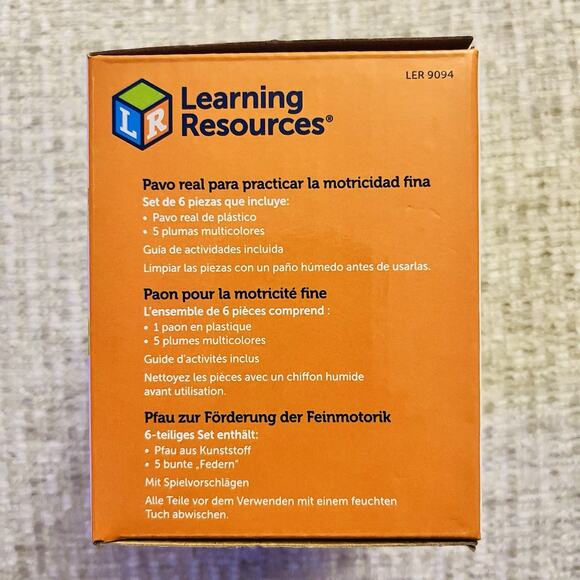 LER 9094
LR
Learning
Resources®
Pavo real para practicar la motricidad fina
Set de 6 piezas que incluye:
• Pavo real de plástico
• 5 plumas multicolores
Guía de actividades incluida
Limpiar las piezas con un paño húmedo antes de usarlas.
Paon pour la motricité fine
L'ensemble de 6 pièces comprend :
• 1 paon en plastique
• 5 plumes multicolores
Guide d'activités inclus
Nettoyez les pièces avec un chiffon humide
avant utilisation.
Pfau zur Förderung der Feinmotorik
6-teiliges Set enthält:
• Pfau aus Kunststoff
• 5 bunte „Federn"
Mit Spielvorschlägen
Alle Teile vor dem Verwenden mit einem feuchten
Tuch abwischen.